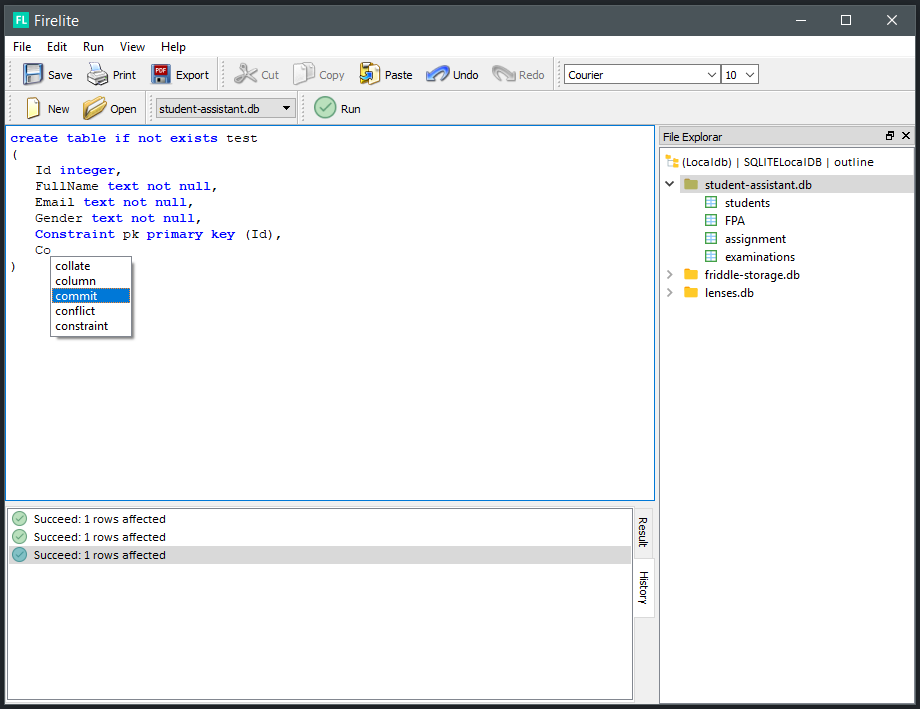 FL Firelite
File Edit Run View Help
Save Print PDF Export Cut Copy Paste Undo Redo Courier 10
New Open student-assistant.db Run
create table if not exists test
(
Id integer,
FullName text not null,
Email text not null,
Gender text not null,
Constraint pk primary key (Id),
Co
)
collate
column
commit
conflict
constraint
File Explorer
(Localdb) | SQLITELocalDB | outline
student-assistant.db
students
FPA
assignment
examinations
friddle-storage.db
lenses.db
Succeed: 1 rows affected
Succeed: 1 rows affected
Succeed: 1 rows affected
Result
History